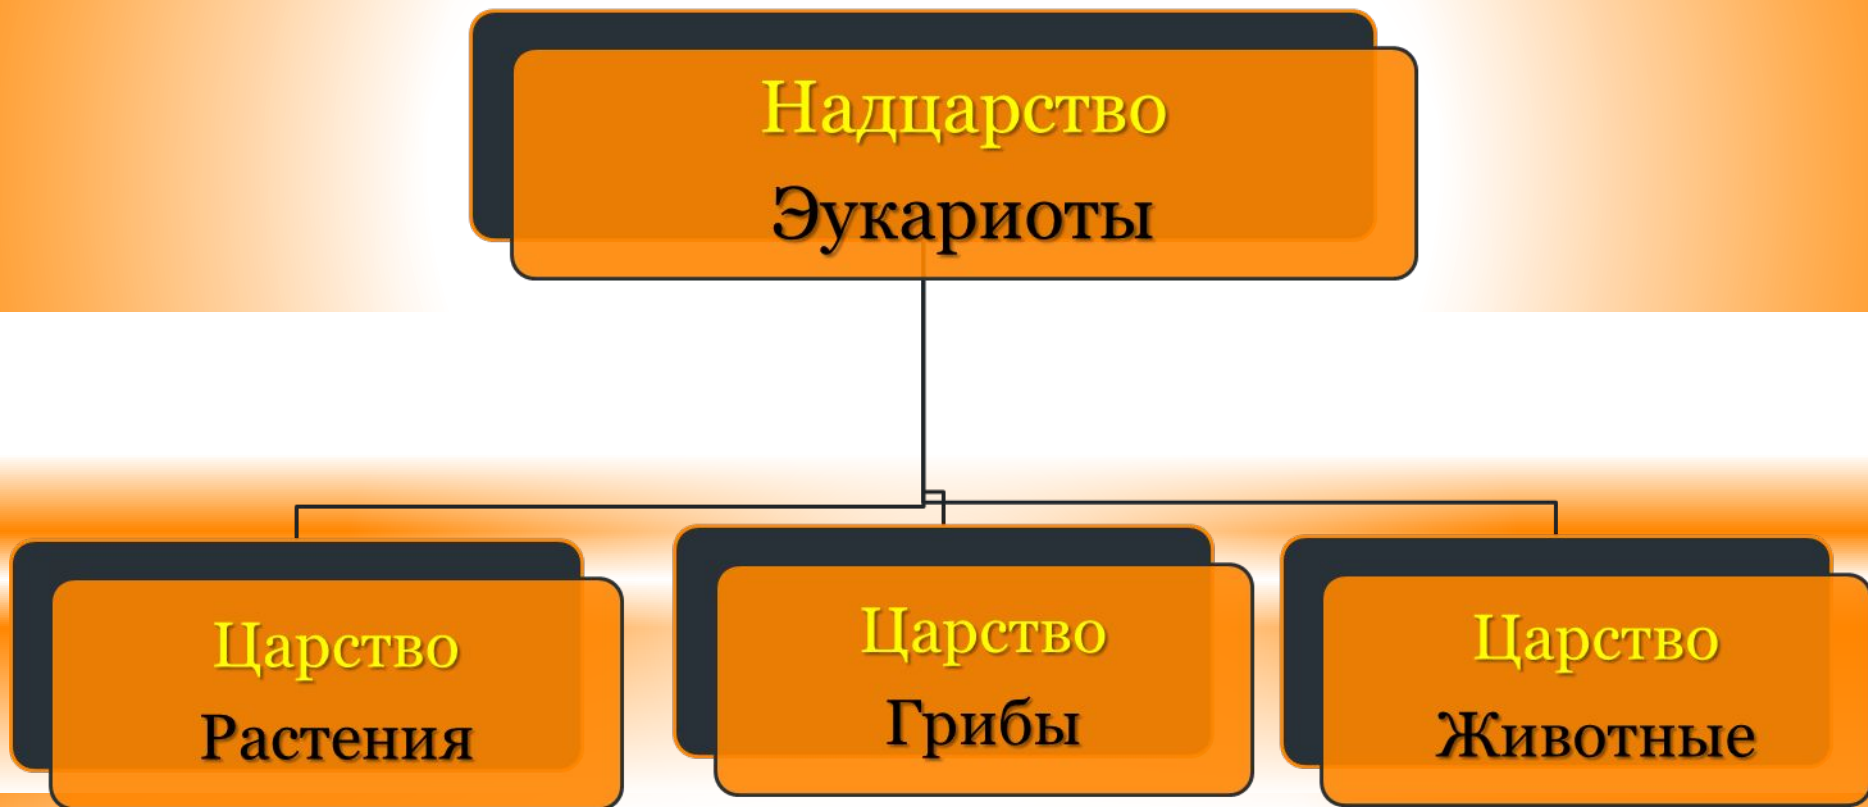 Надцарство
Эукариоты
Царство
Растения
Царство
Грибы
Царство
Животные